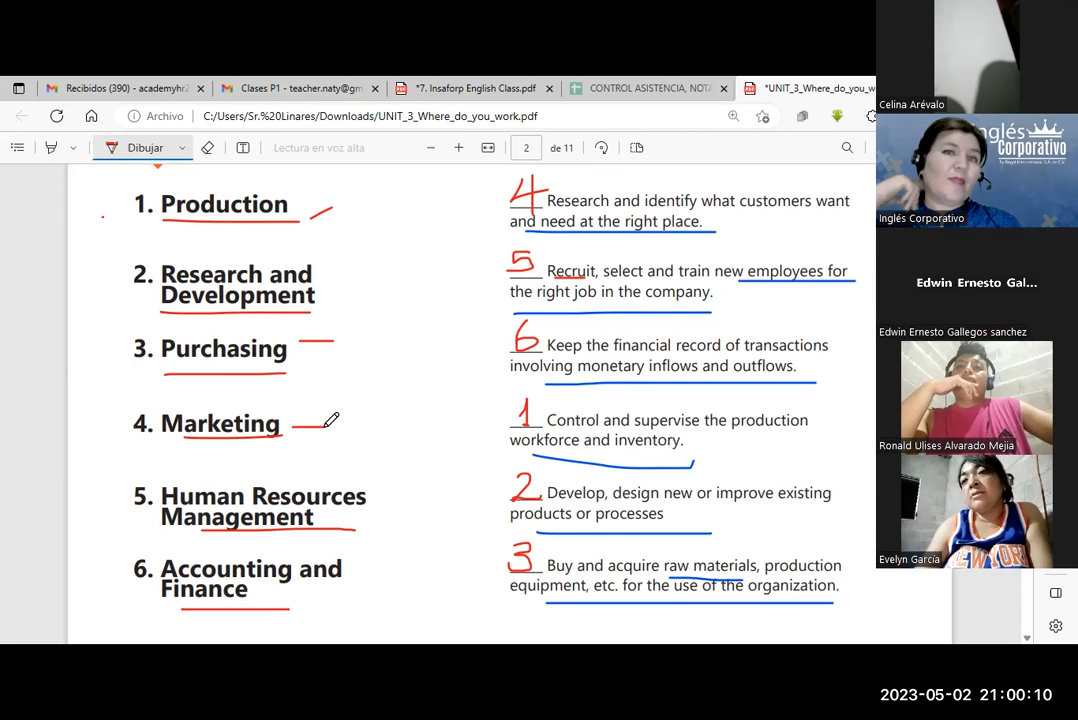 Recibidos (390) - academyhr2
Clases P1 - teacher.naty@gm
*7. Insaforp English Class.pdf
CONTROL ASISTENCIA, NOTA
*UNIT_3_Where_do_you_w
Archivo
C:/Users/Sr.%20Linares/Downloads/UNIT_3_Where_do_you_work.pdf
Dibujar
Lectura en voz alta
2
de 11
1. Production
2. Research and
Development
3. Purchasing
4. Marketing
5. Human Resources
Management
6. Accounting and
Finance
4 Research and identify what customers want
and need at the right place.
5 Recruit, select and train new employees for
the right job in the company.
6 Keep the financial record of transactions
involving monetary inflows and outflows.
1 Control and supervise the production
workforce and inventory.
2 Develop, design new or improve existing
products or processes
3 Buy and acquire raw materials, production
equipment, etc. for the use of the organization.
Celina Arévalo
Inglés
Corporativo
Inglés Corporativo
Edwin Ernesto Gal...
Edwin Ernesto Gallegos sanchez
Ronald Ulises Alvarado Mejia
NEW YORK
Evelyn García
2023-05-02 21:00:10